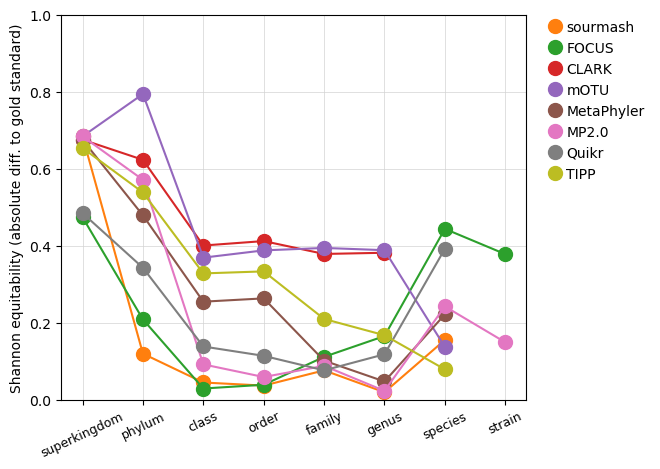 Shannon equitability (absolute diff. to gold standard)
1.0
0.8
0.6
0.4
0.2
0.0
superkingdom
phylum
class
order
family
genus
species
strain
sourmash
FOCUS
CLARK
mOTU
MetaPhyler
MP2.0
Quikr
TIPP